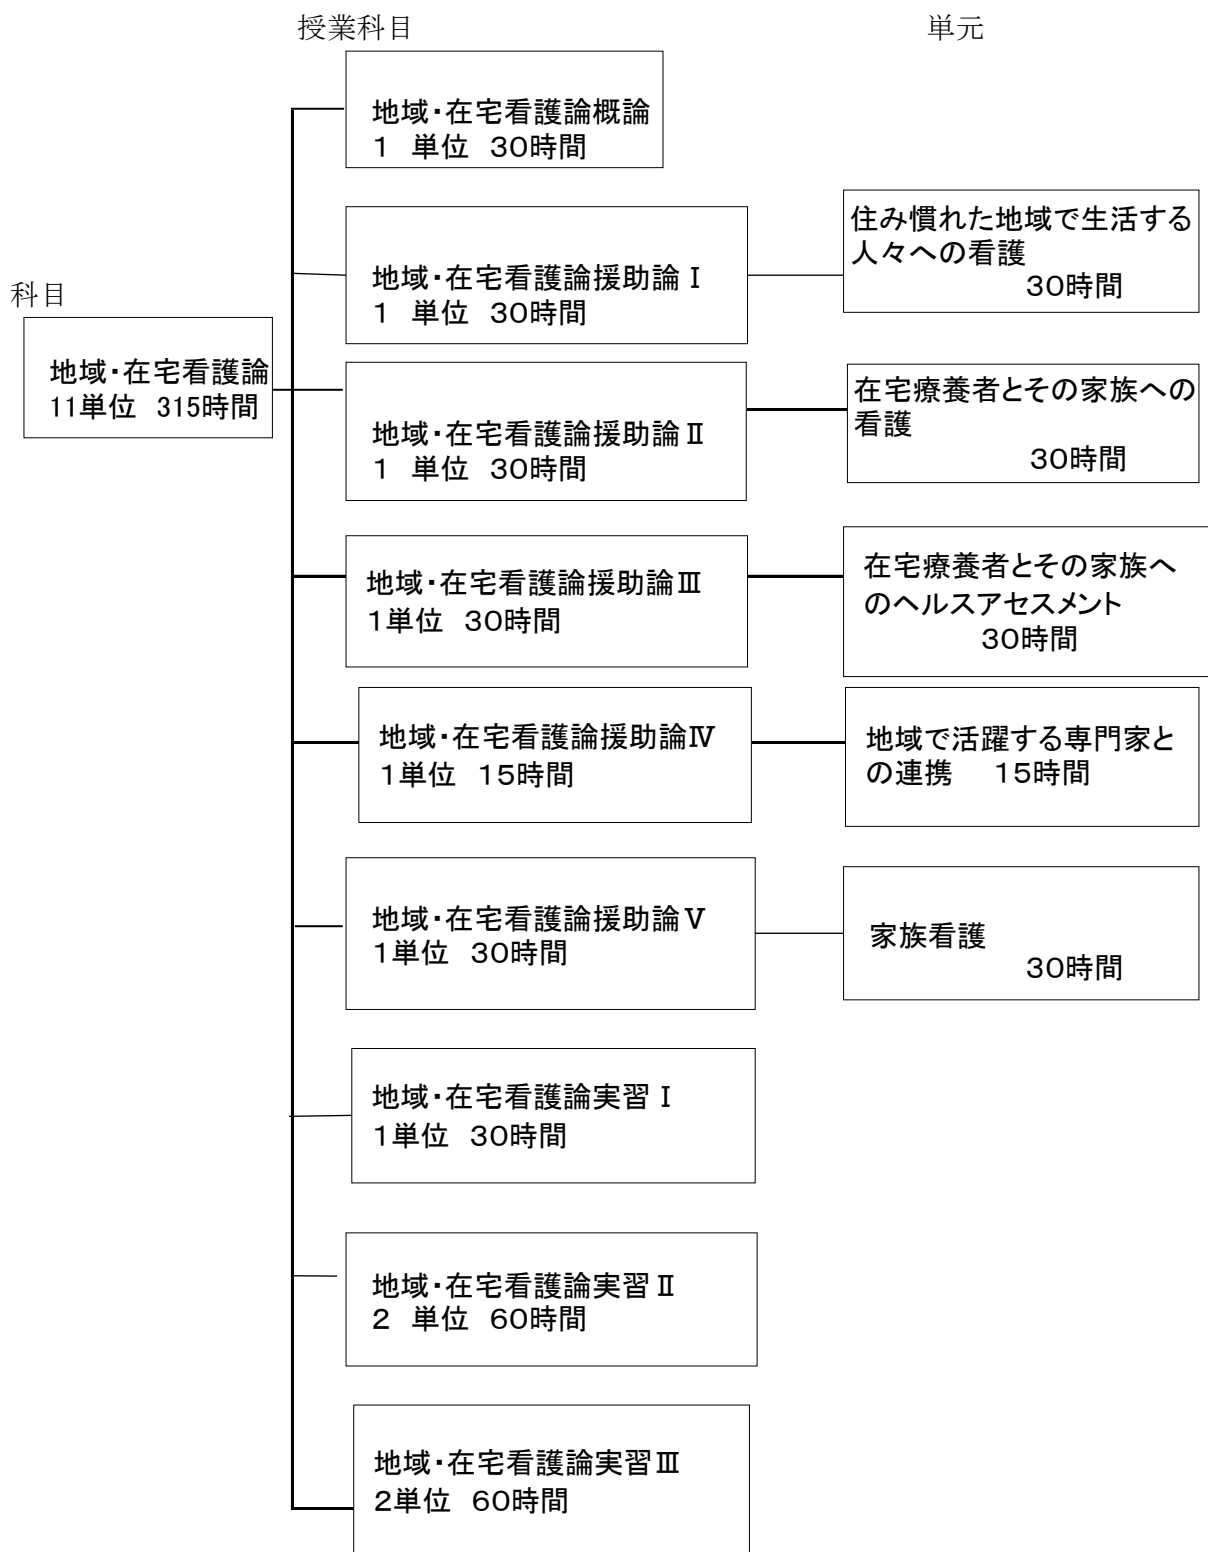 授業科目
単元
地域・在宅看護論概論
1 単位 30時間
住み慣れた地域で生活する
人々への看護
30時間
地域・在宅看護論援助論Ⅰ
1 単位 30時間
科目
地域・在宅看護論
11単位 315時間
地域・在宅看護論援助論Ⅱ
1 単位 30時間
在宅療養者とその家族への
看護
30時間
地域・在宅看護論援助論Ⅲ
1単位 30時間
在宅療養者とその家族へ
のヘルスアセスメント
30時間
地域・在宅看護論援助論Ⅳ
1単位 15時間
地域で活躍する専門家と
の連携 15時間
地域・在宅看護論援助論Ⅴ
1単位 30時間
家族看護
30時間
地域・在宅看護論実習Ⅰ
1単位 30時間
地域・在宅看護論実習Ⅱ
2 単位 60時間
地域・在宅看護論実習Ⅲ
2単位 60時間